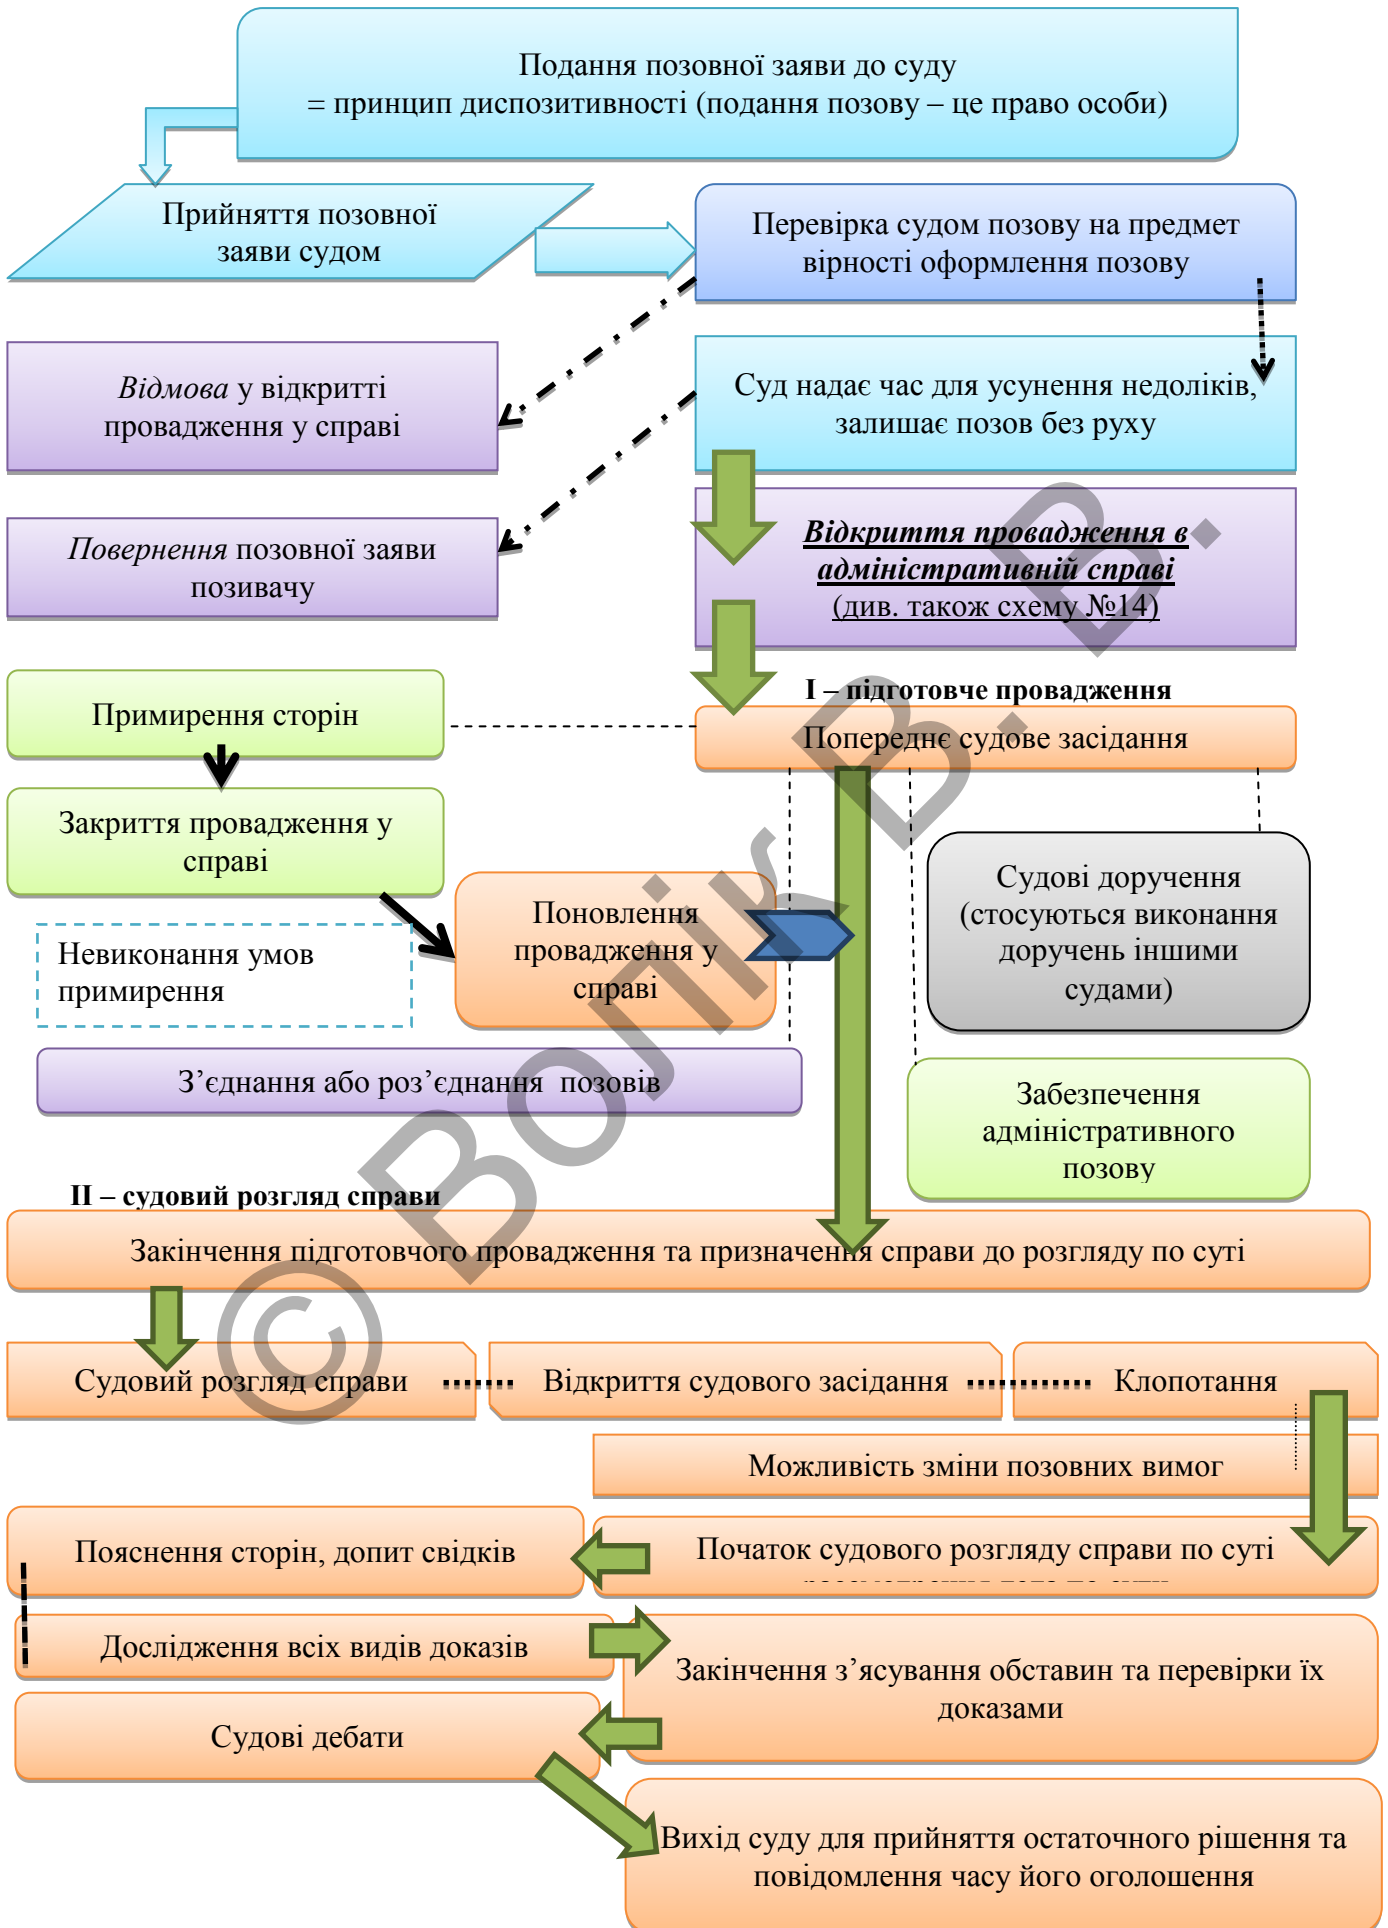 Подання позовної заяви до суду
= принцип диспозитивності (подання позову – це право особи)
Прийняття позовної
заяви судом
Перевірка судом позову на предмет
вірності оформлення позову
Відмова у відкритті
провадження у справі
Суд надає час для усунення недоліків,
залишає позов без руху
Повернення позовної заяви
позивачу
Відкриття провадження в
адміністративній справі
(див. також схему №14)
I – підготовче провадження
Примирення сторін
Попереднє судове засідання
Закриття провадження у
справі
Судові доручення
(стосуються виконання
доручень іншими
судами)
Поновлення
провадження у
справі
Невиконання умов
примирення
З’єднання або роз’єднання позовів
Забезпечення
адміністративного
позову
II – судовий розгляд справи
Закінчення підготовчого провадження та призначення справи до розгляду по суті
Судовий розгляд справи
Відкриття судового засідання
Клопотання
Можливість зміни позовних вимог
Пояснення сторін, допит свідків
Початок судового розгляду справи по суті
Дослідження всіх видів доказів
Закінчення з’ясування обставин та перевірки їх
доказами
Судові дебати
Вихід суду для прийняття остаточного рішення та
повідомлення часу його оголошення
© Волік В. В.